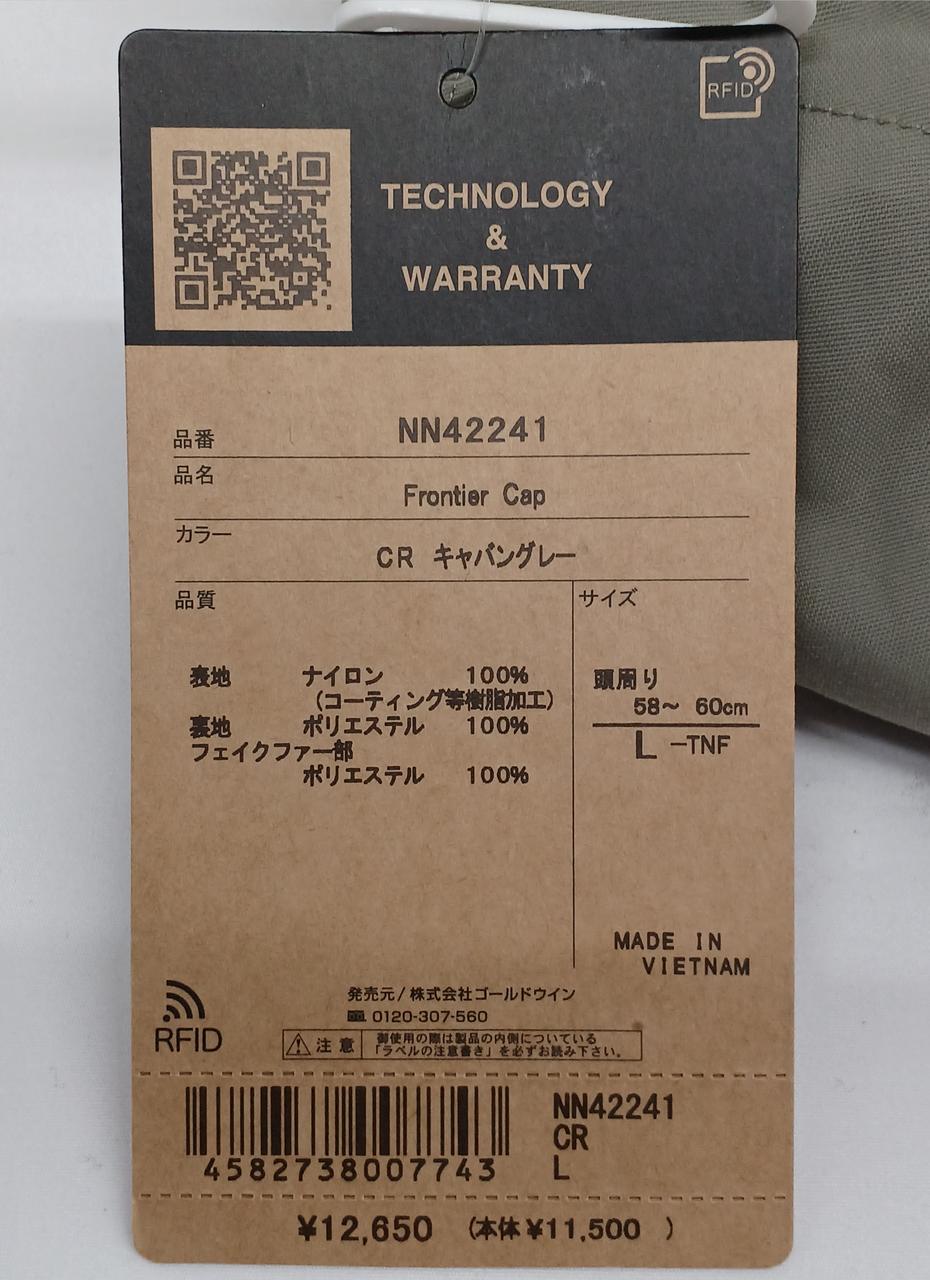 RFID
TECHNOLOGY
&
WARRANTY
品番 NN42241
品名
Frontier Cap
カラー
CR キャバングレー
品質
サイズ
表地 ナイロン 100%
(コーティング等樹脂加工)
裏地 ポリエステル 100%
フェイクファー部
ポリエステル 100%
頭周り
58～ 60cm
L -TNF
MADE IN
VIETNAM
発売元/株式会社ゴールドウイン
0120-307-560
RFID
注意
御使用の際は製品の内側についている
「ラベルの注意書き」を必ずお読み下さい。
4582738007743
NN42241
CR
L
¥12,650 (本体¥11,500 )